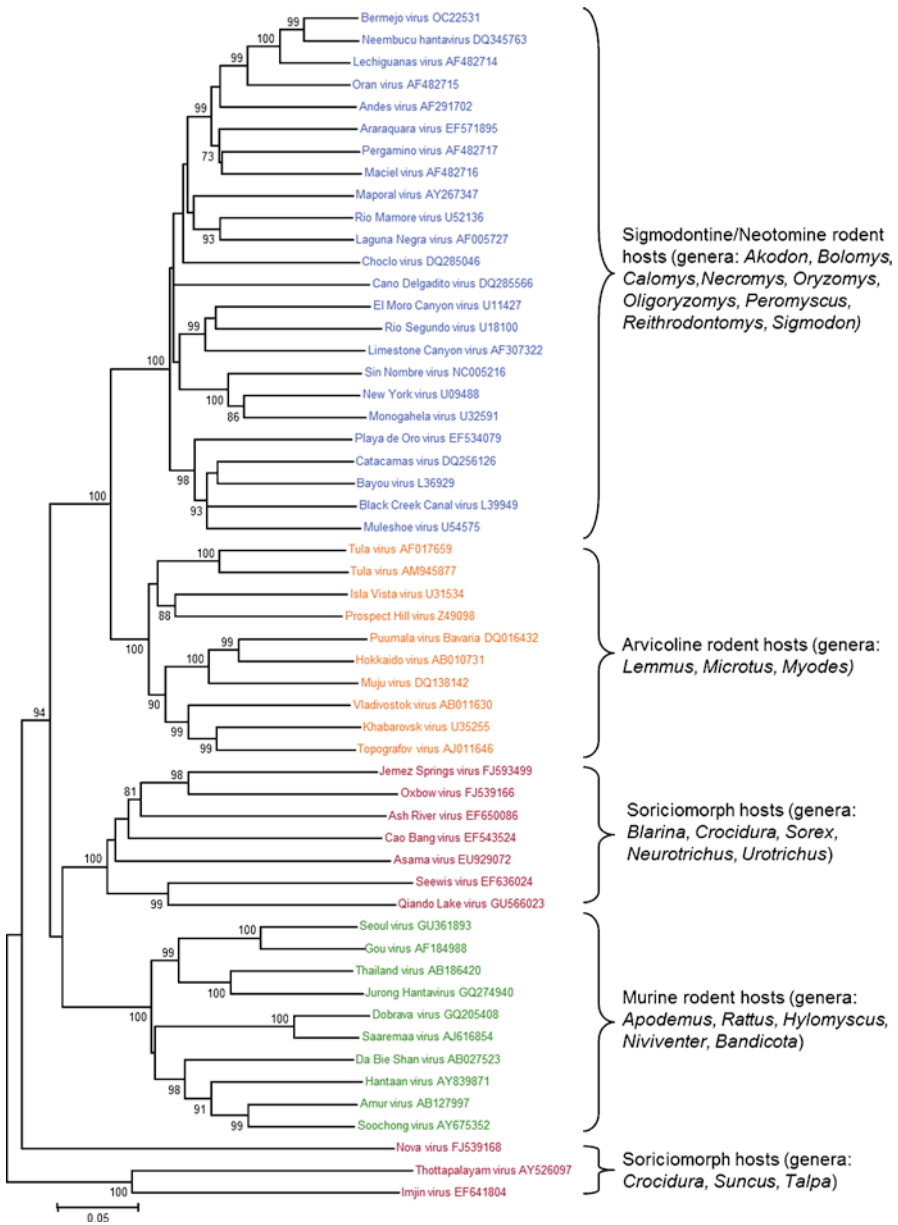 Bermejo virus OC22531
Neembucu hantavirus DQ345763
Lechiguanas virus AF482714
Oran virus AF482715
Andes virus AF291702
Araraquara virus EF571895
Pergamino virus AF482717
Maciel virus AF482716
Maporal virus AY267347
Rio Mamore virus U52136
Laguna Negra virus AF005727
Choclo virus DQ285046
Cano Delgadito virus DQ285566
El Moro Canyon virus U11427
Rio Segundo virus U18100
Limestone Canyon virus AF307322
Sin Nombre virus NC005216
New York virus U09488
Monogahela virus U32591
Playa de Oro virus EF534079
Catacamas virus DQ256126
Bayou virus L36929
Black Creek Canal virus L39949
Muleshoe virus U54575
Tula virus AF017659
Tula virus AM945877
Isla Vista virus U31534
Prospect Hill virus Z49098
Puumala virus Bavaria DQ016432
Hokkaido virus AB010731
Muju virus DQ138142
Vladivostok virus AB011630
Khabarovsk virus U35255
Topografov virus AJ011646
Jemez Springs virus FJ593499
Oxbow virus FJ539166
Ash River virus EF650086
Cao Bang virus EF543524
Asama virus EU929072
Seewis virus EF636024
Qiando Lake virus GU566023
Seoul virus GU361893
Gou virus AF184988
Thailand virus AB186420
Jurong Hantavirus GQ274940
Dobrava virus GQ205408
Saaremaa virus AJ616854
Da Bie Shan virus AB027523
Hantaan virus AY839871
Amur virus AB127997
Soochong virus AY675352
Nova virus FJ539168
Thottapalayam virus AY526097
Imjin virus EF641804
99
100
99
99
73
93
99
100
100
86
98
93
100
100
88
99
100
100
90
99
99
94
98
81
100
99
100
99
100
100
100
98
91
99
100
0.05
Sigmodontine/Neotomine rodent
hosts (genera: Akodon, Bolomys,
Calomys,Necromys, Oryzomys,
Oligoryzomys, Peromyscus,
Reithrodontomys, Sigmodon)
Arvicoline rodent hosts (genera:
Lemmus, Microtus, Myodes)
Soriciomorph hosts (genera:
Blarina, Crocidura, Sorex,
Neurotrichus, Urotrichus)
Murine rodent hosts (genera:
Apodemus, Rattus, Hylomyscus,
Niviventer, Bandicota)
Soriciomorph hosts (genera:
Crocidura, Suncus, Talpa)